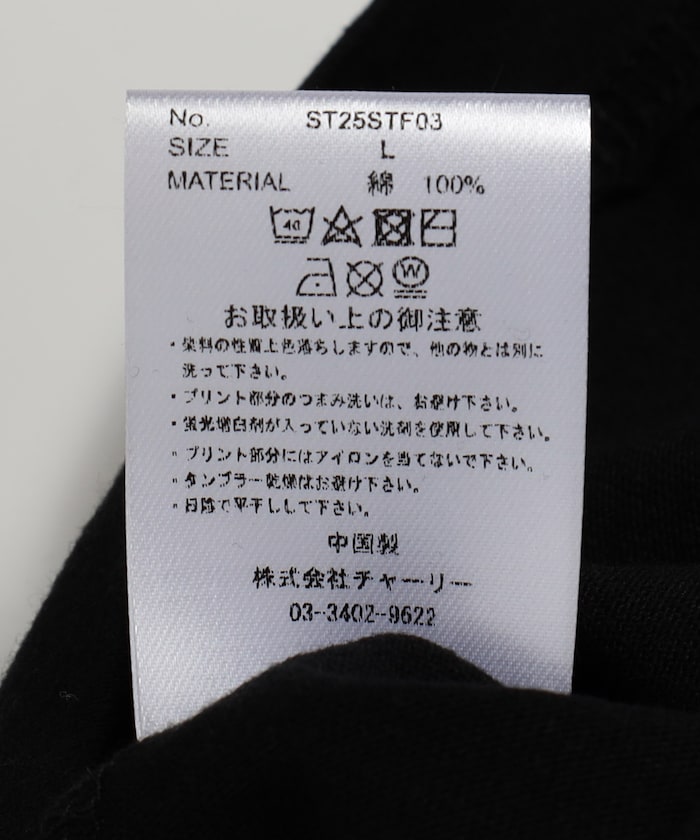 No. ST25STF03
SIZE L
MATERIAL 綿 100%
40
W
お取扱い上の御注意
・染料の性質上色落ちしますので、他の物とは別に
洗って下さい。
・プリント部分のつまみ洗いは、お避け下さい。
・蛍光増白剤が入っていない洗剤を使用して下さい。
・プリント部分にはアイロンを当てないで下さい。
・タンブラー乾燥はお避け下さい。
・日陰で平干しして下さい。
中国製
株式会社チャーリー
03-3402-9622